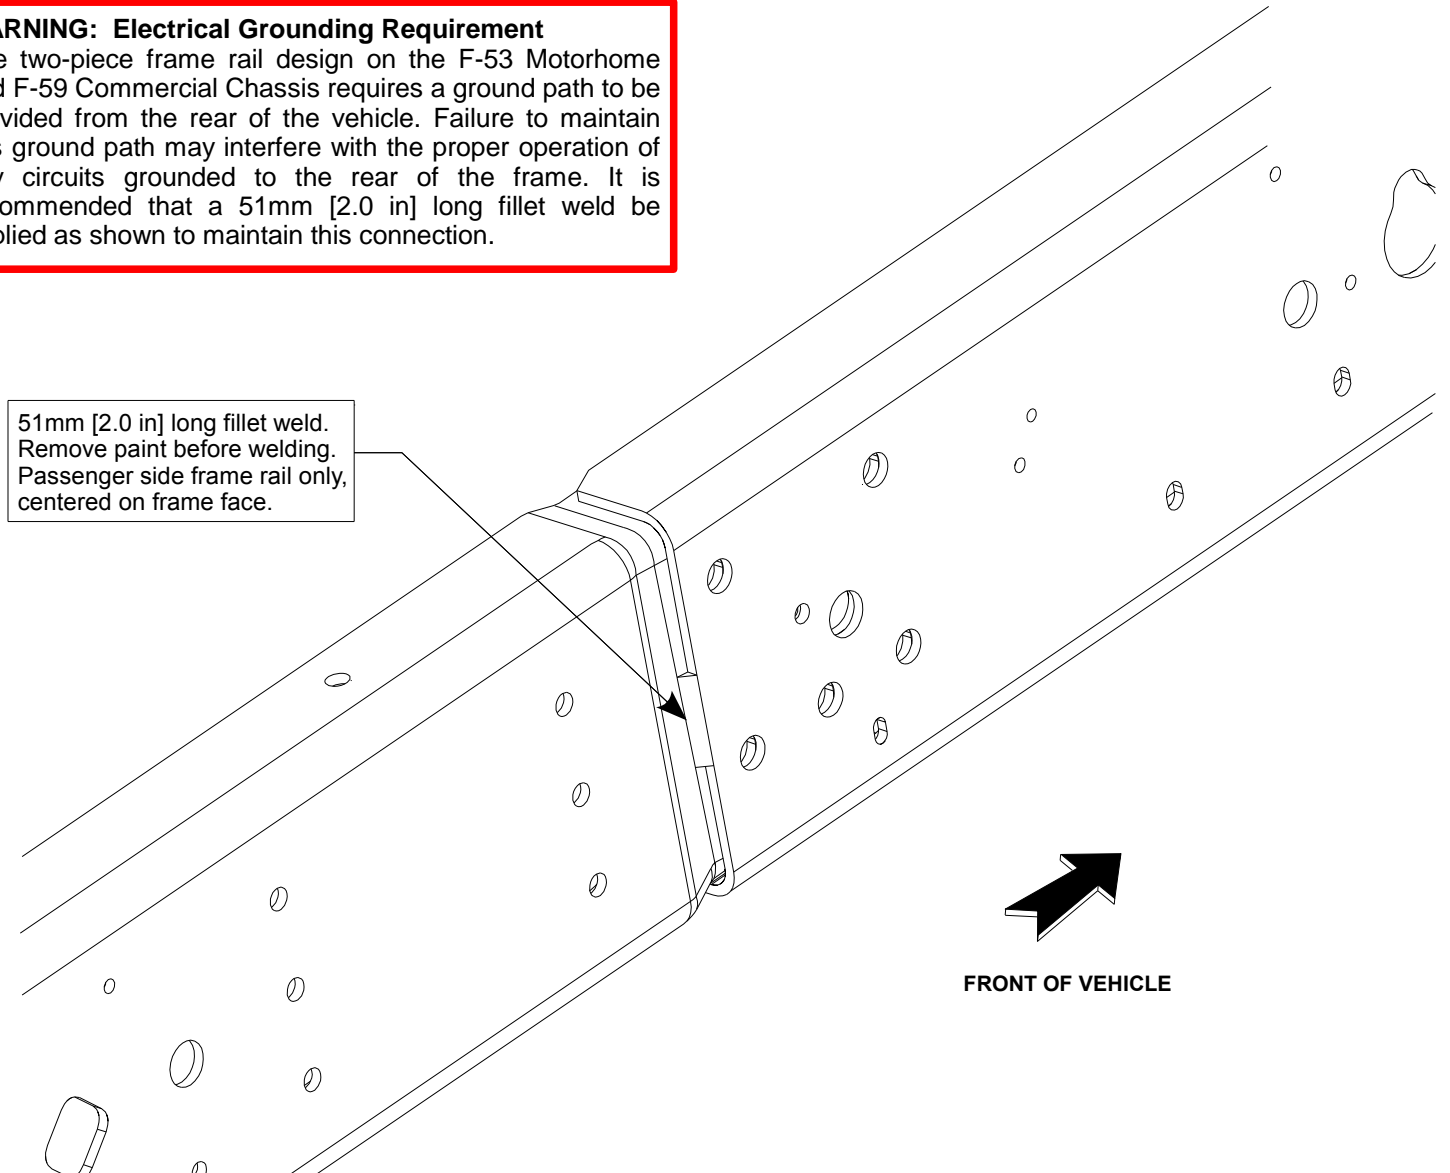 ARNING: Electrical Grounding Requirement
e two-piece frame rail design on the F-53 Motorhome
d F-59 Commercial Chassis requires a ground path to be
vided from the rear of the vehicle. Failure to maintain
s ground path may interfere with the proper operation of
y circuits grounded to the rear of the frame. It is
commended that a 51mm [2.0 in] long fillet weld be
plied as shown to maintain this connection.
51mm [2.0 in] long fillet weld.
Remove paint before welding.
Passenger side frame rail only,
centered on frame face.
FRONT OF VEHICLE